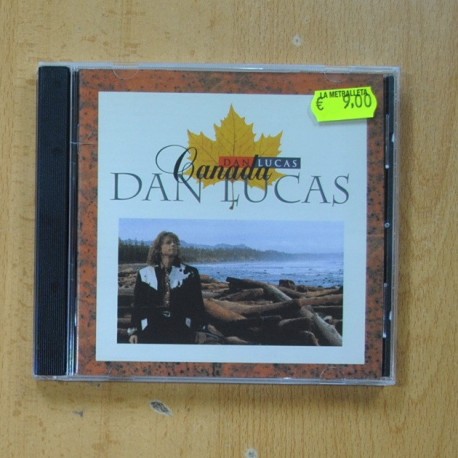 LA METRALLETA
€ 9,00
DAN LUCAS
Canada
DAN LUCAS